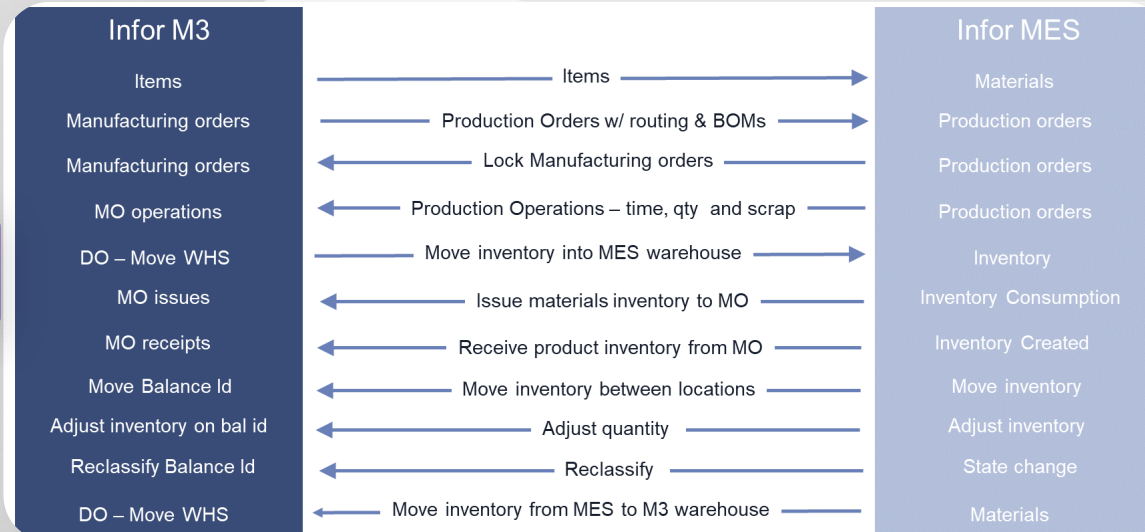 Infor M3 Infor MES
Items Items Materials
Manufacturing orders Production Orders w/ routing & BOMs Production orders
Manufacturing orders Lock Manufacturing orders Production orders
MO operations Production Operations – time, qty and scrap Production orders
DO – Move WHS Move inventory into MES warehouse Inventory
MO issues Issue materials inventory to MO Inventory Consumption
MO receipts Receive product inventory from MO Inventory Created
Move Balance Id Move inventory between locations Move inventory
Adjust inventory on bal id Adjust quantity Adjust inventory
Reclassify Balance Id Reclassify State change
DO – Move WHS Move inventory from MES to M3 warehouse Materials